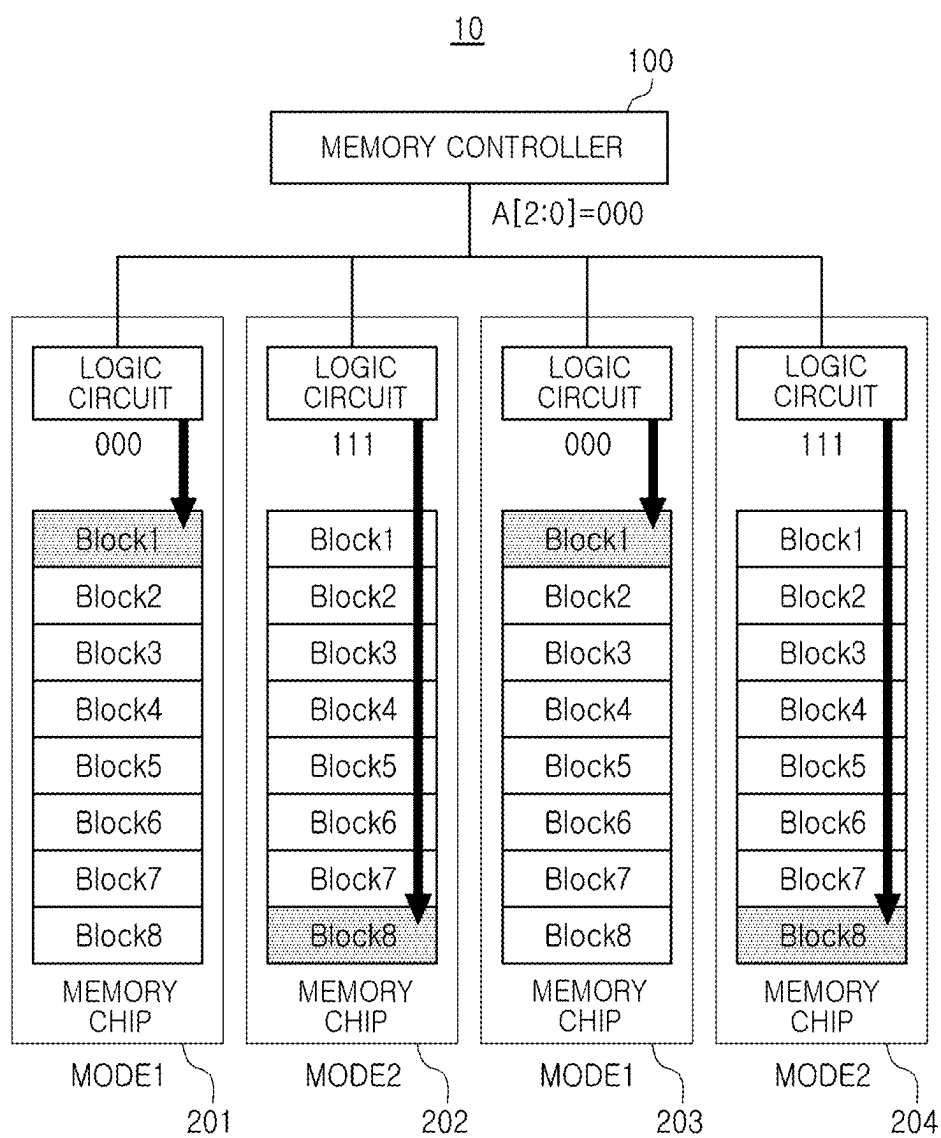 10
100
MEMORY CONTROLLER
A[2:0]=000
LOGIC CIRCUIT
LOGIC CIRCUIT
LOGIC CIRCUIT
LOGIC CIRCUIT
000
111
000
111
Block1
Block1
Block1
Block1
Block2
Block2
Block2
Block2
Block3
Block3
Block3
Block3
Block4
Block4
Block4
Block4
Block5
Block5
Block5
Block5
Block6
Block6
Block6
Block6
Block7
Block7
Block7
Block7
Block8
Block8
Block8
Block8
MEMORY CHIP
MEMORY CHIP
MEMORY CHIP
MEMORY CHIP
MODE1
MODE2
MODE1
MODE2
201
202
203
204